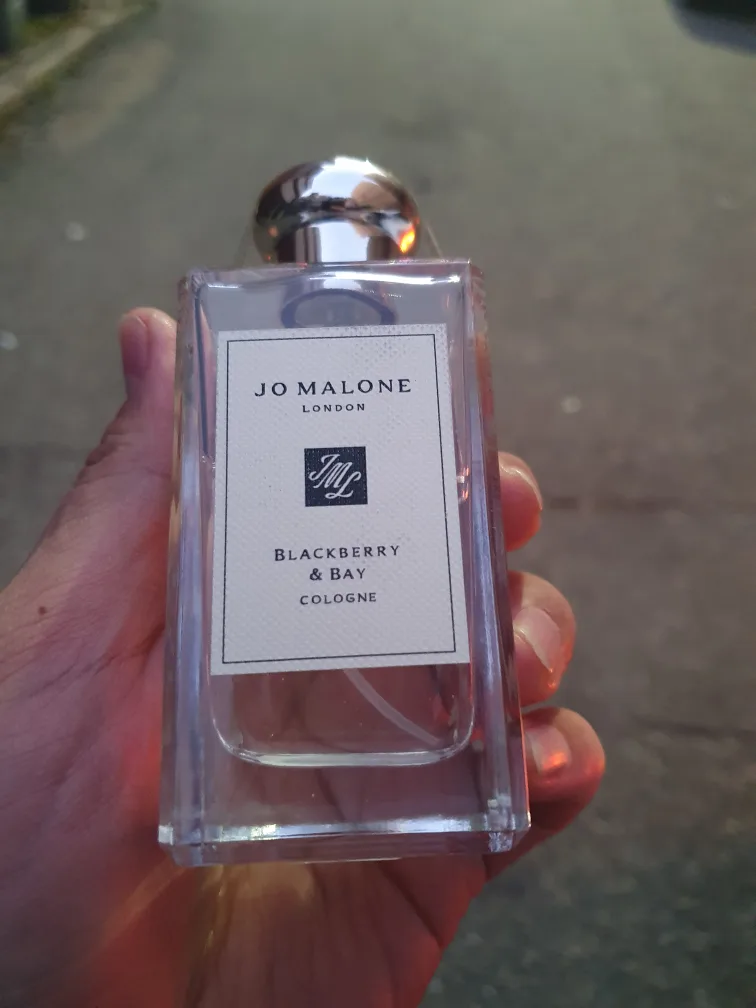 JO MALONE
LONDON
JML
BLACKBERRY
& BAY
COLOGNE